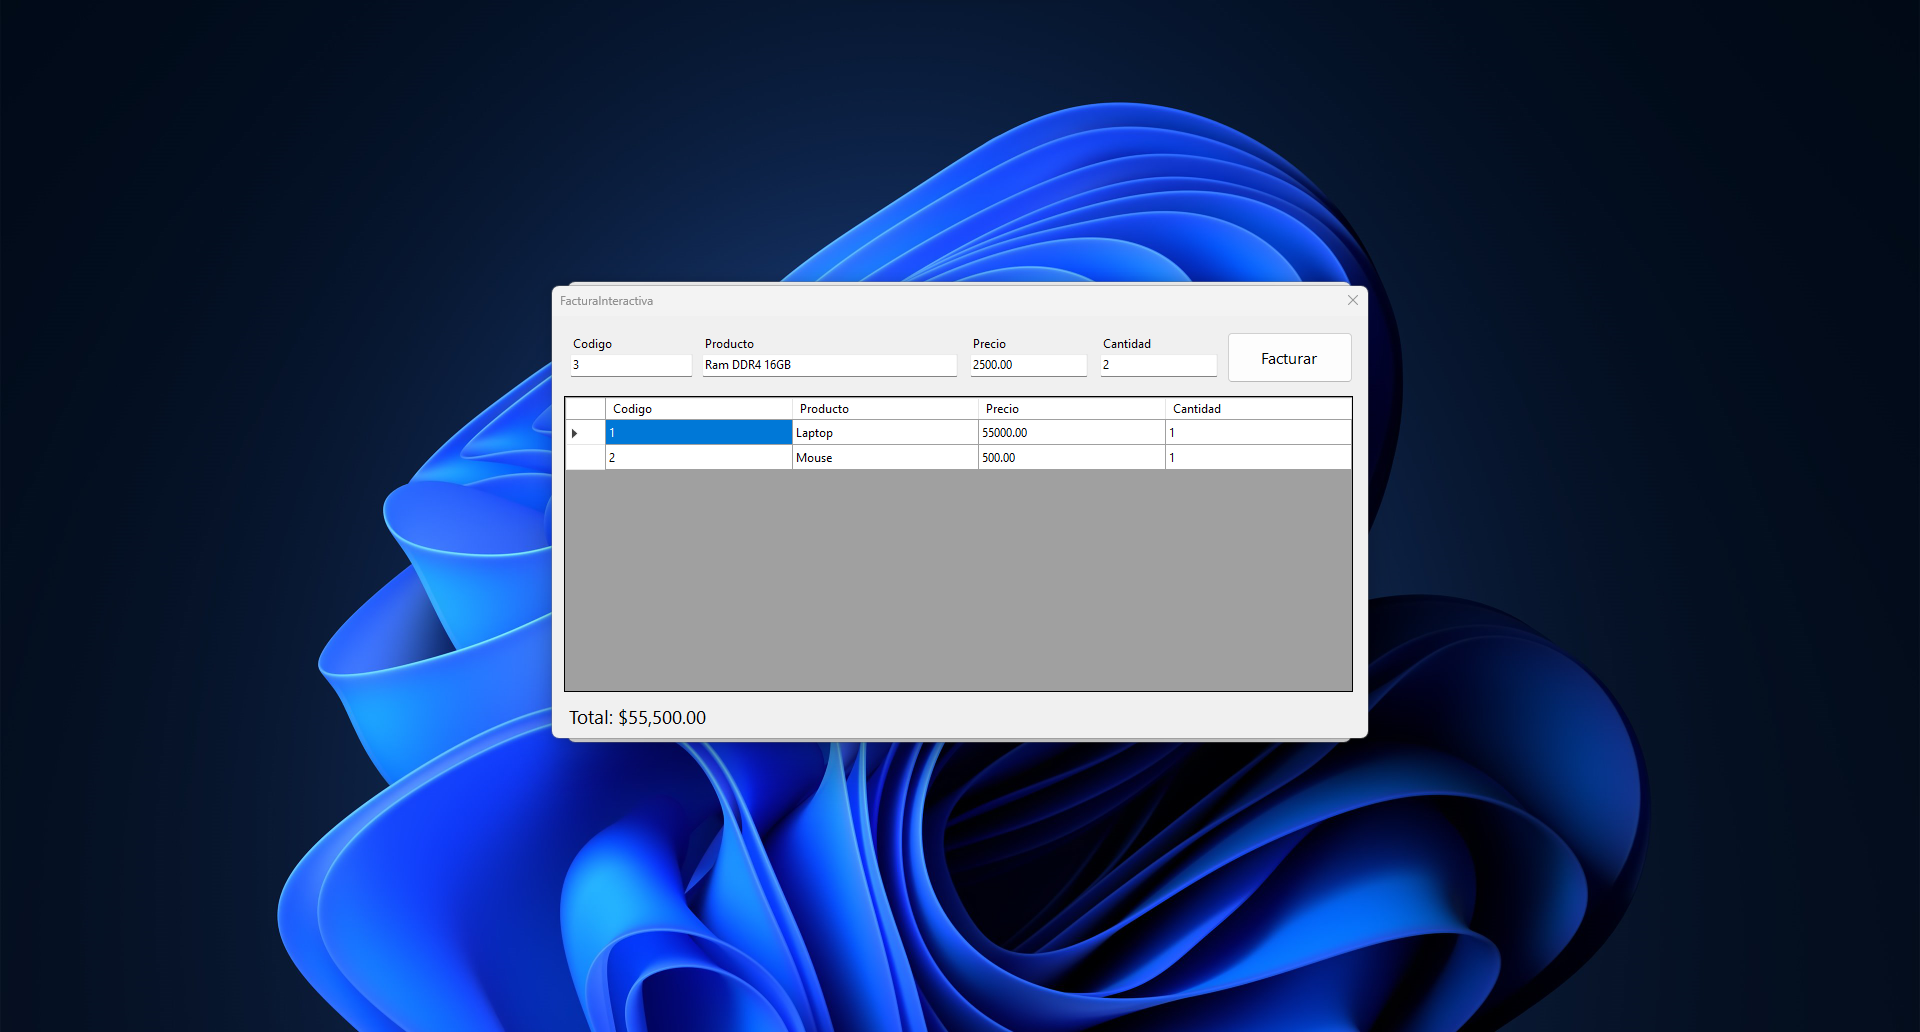 FacturaInteractiva
Codigo Producto Precio Cantidad
3 Ram DDR4 16GB 2500.00 2 Facturar
Codigo Producto Precio Cantidad
1 Laptop 55000.00 1
2 Mouse 500.00 1
Total: $55,500.00